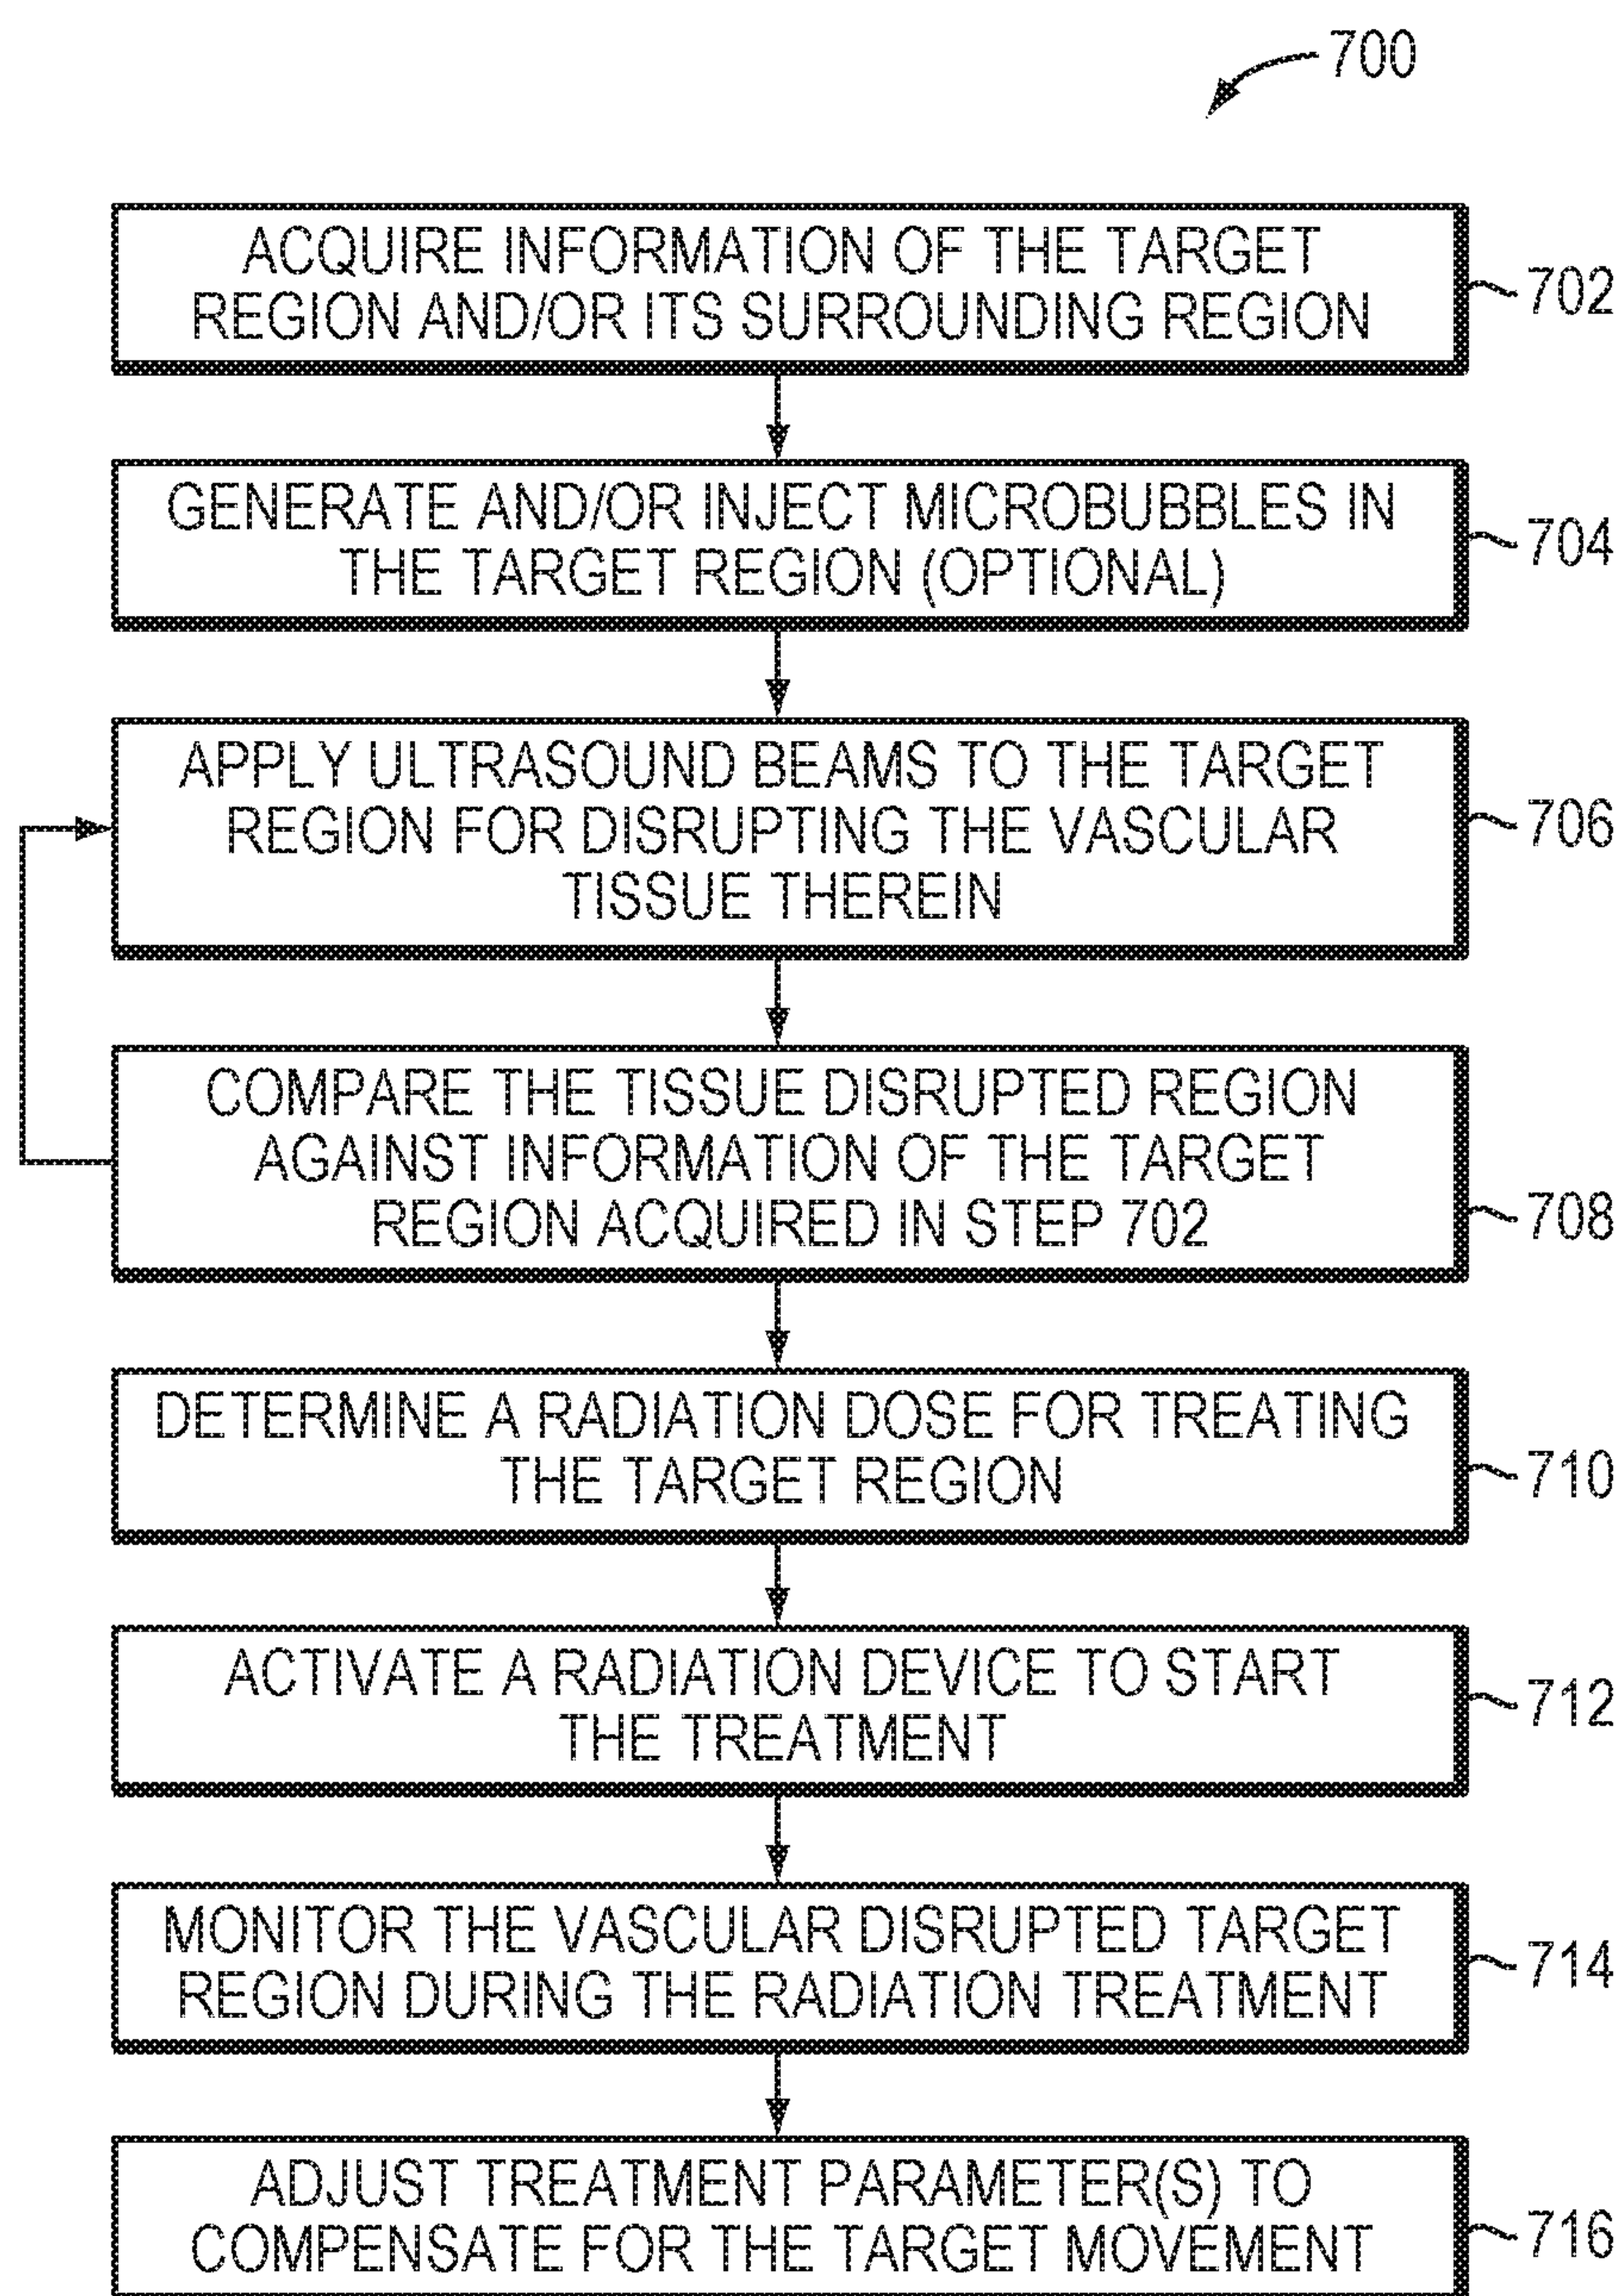 700
ACQUIRE INFORMATION OF THE TARGET
REGION AND/OR ITS SURROUNDING REGION
702
GENERATE AND/OR INJECT MICROBUBBLES IN
THE TARGET REGION (OPTIONAL)
704
APPLY ULTRASOUND BEAMS TO THE TARGET
REGION FOR DISRUPTING THE VASCULAR
TISSUE THEREIN
706
COMPARE THE TISSUE DISRUPTED REGION
AGAINST INFORMATION OF THE TARGET
REGION ACQUIRED IN STEP 702
708
DETERMINE A RADIATION DOSE FOR TREATING
THE TARGET REGION
710
ACTIVATE A RADIATION DEVICE TO START
THE TREATMENT
712
MONITOR THE VASCULAR DISRUPTED TARGET
REGION DURING THE RADIATION TREATMENT
714
ADJUST TREATMENT PARAMETER(S) TO
COMPENSATE FOR THE TARGET MOVEMENT
716